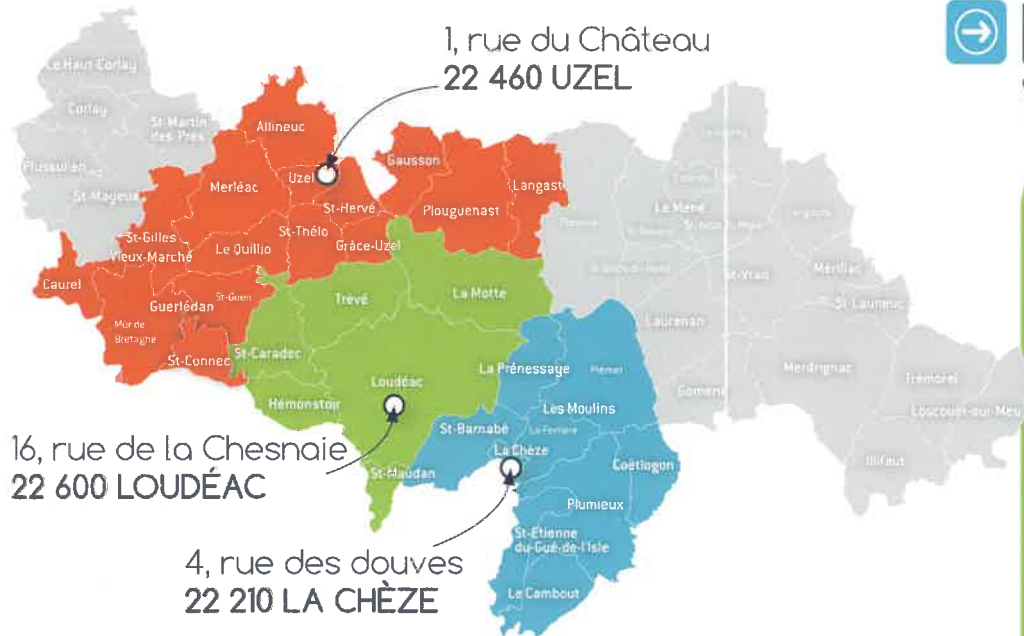 1, rue du Château
22 460 UZEL
Le Haut-Corlay
Corlay
St-Martin
des Prés
St-Mayeux
Allineuc
Merléac
Uzel
St-Hervé
Gausson
Langast
Plouguenast
St-Thélo
Grâce-Uzel
St-Gilles
Vieux-Marché
Le Quillio
Caurel
Guerlédan
St-Guen
Mûr de
Bretagne
St-Connec
Le Mené
St-Vran
Mérillac
St-Launeuc
Laurenan
Merdrignac
Gomené
Trémorel
Loscouët-sur-Meu
Illifaut
Trévé
La Motte
St-Caradec
Loudéac
Hémonstoir
St-Maudan
La Prénessaye
Plémet
Les Moulins
St-Barnabé
La Ferrière
La Chèze
Coëtlogon
Plumieux
St-Etienne
du-Gué-de-l'Isle
Le Cambout
16, rue de la Chesnaie
22 600 LOUDÉAC
4, rue des douves
22 210 LA CHÈZE